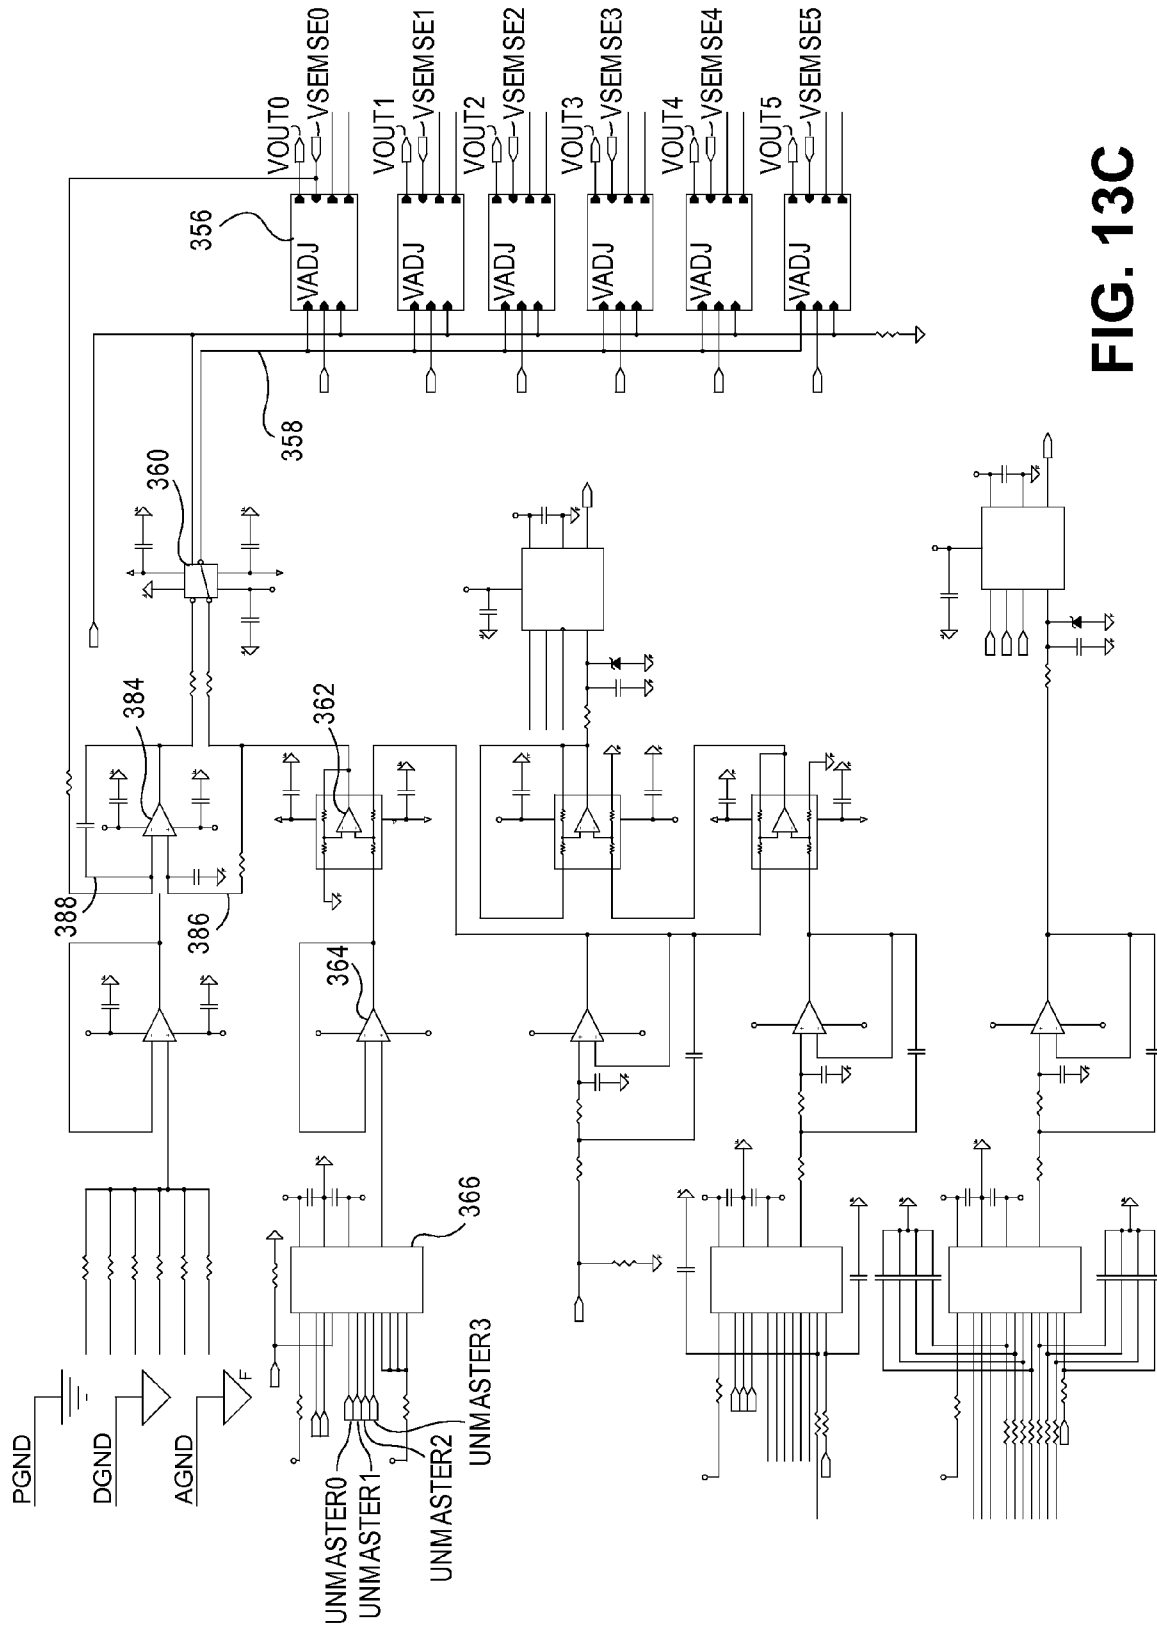 PGND
DGND
AGND
F
388
386
384
360
356
358
362
364
366
VADJ
VOUT0
VSEMSE0
VADJ
VOUT1
VSEMSE1
VADJ
VOUT2
VSEMSE2
VADJ
VOUT3
VSEMSE3
VADJ
VOUT4
VSEMSE4
VADJ
VOUT5
VSEMSE5
UNMASTER0
UNMASTER1
UNMASTER2
UNMASTER3
FIG. 13C